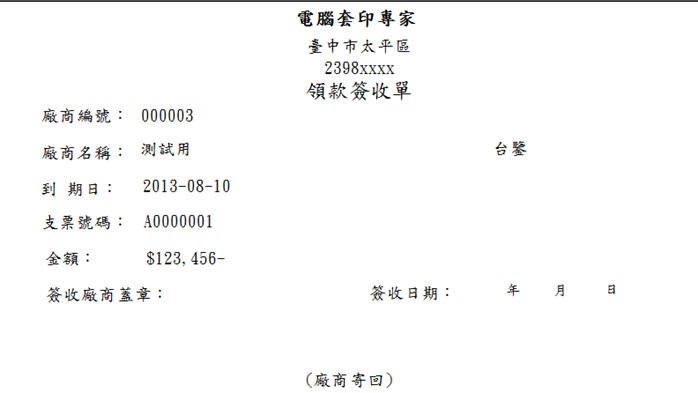 電腦套印專家
臺中市太平區
2398xxxx
領款簽收單
廠商編號： 000003
廠商名稱： 測試用 台鑒
到 期日： 2013-08-10
支票號碼： A0000001
金額： $123,456-
簽收廠商蓋章： 簽收日期： 年 月 日
(廠商寄回)